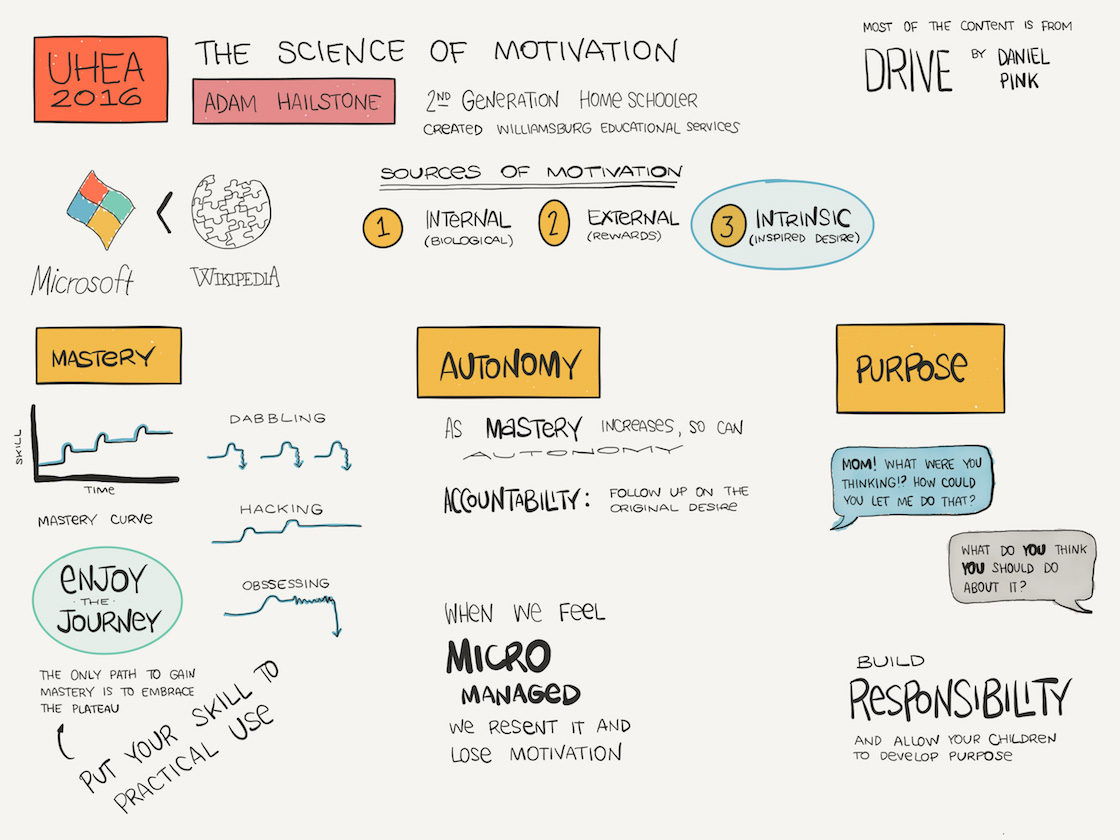 UHEA
2016
THE SCIENCE OF MOTIVATION
ADAM HAILSTONE
2ND GENERATION HOME SCHOOLER
CREATED WILLIAMSBURG EDUCATIONAL SERVICES
MOST OF THE CONTENT IS FROM
DRIVE BY DANIEL
PINK
Microsoft
<
WIKIPEDIA
SOURCES OF MOTIVATION
1 INTERNAL
(BIOLOGICAL)
2 EXTERNAL
(REWARDS)
3 INTRINSIC
(INSPIRED DESIRE)
MASTERY
SKILL
TIME
MASTERY CURVE
DABBLING
HACKING
OBSSESSING
ENJOY
·THE·
JOURNEY
THE ONLY PATH TO GAIN
MASTERY IS TO EMBRACE
THE PLATEAU
PUT YOUR SKILL TO
PRACTICAL USE
AUTONOMY
AS MASTERY INCREASES, SO CAN
AUTONOMY
ACCOUNTABILITY: FOLLOW UP ON THE
ORIGINAL DESIRE
WHEN WE FEEL
MICRO
MANAGED
WE RESENT IT AND
LOSE MOTIVATION
PURPOSE
MOM! WHAT WERE YOU
THINKING!? HOW COULD
YOU LET ME DO THAT?
WHAT DO YOU THINK
YOU SHOULD DO
ABOUT IT?
BUILD
RESPONSIBILITY
AND ALLOW YOUR CHILDREN
TO DEVELOP PURPOSE